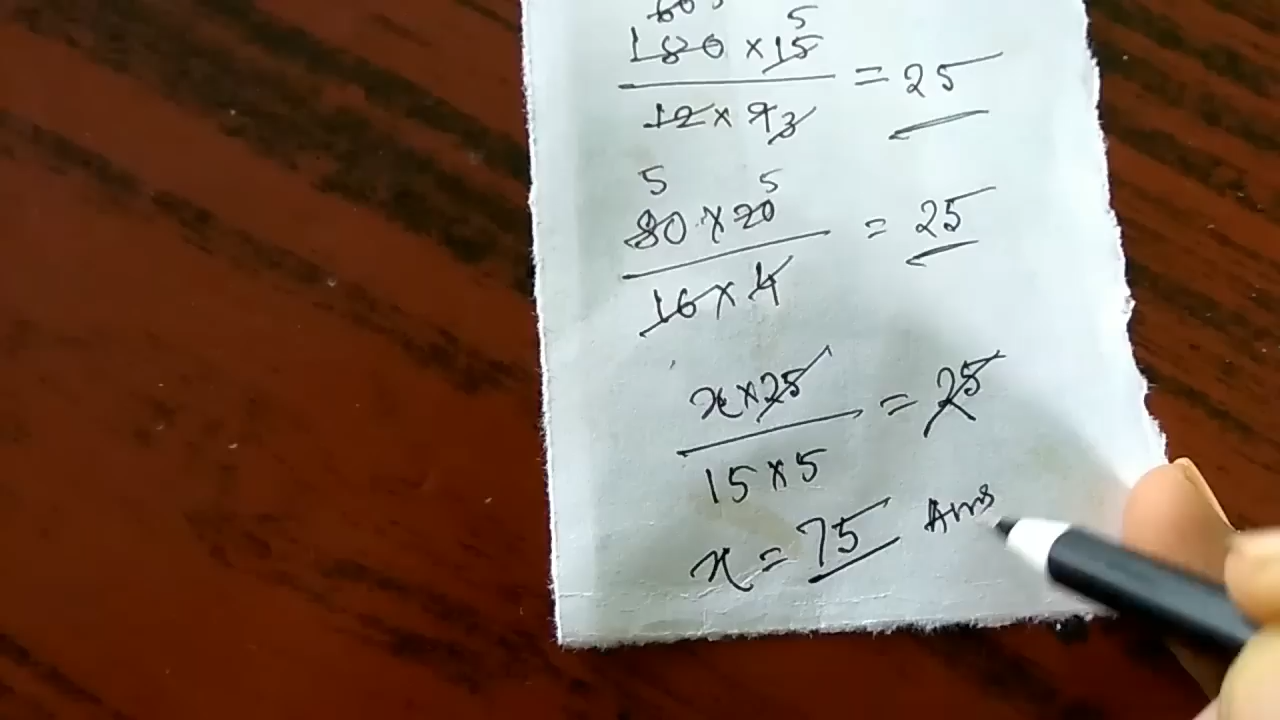 5
180 × 15
12 × 9 3
= 25
5 5
80 × 20
16 × 4
= 25
x × 25
15 × 5
= 25
x = 75 Ans